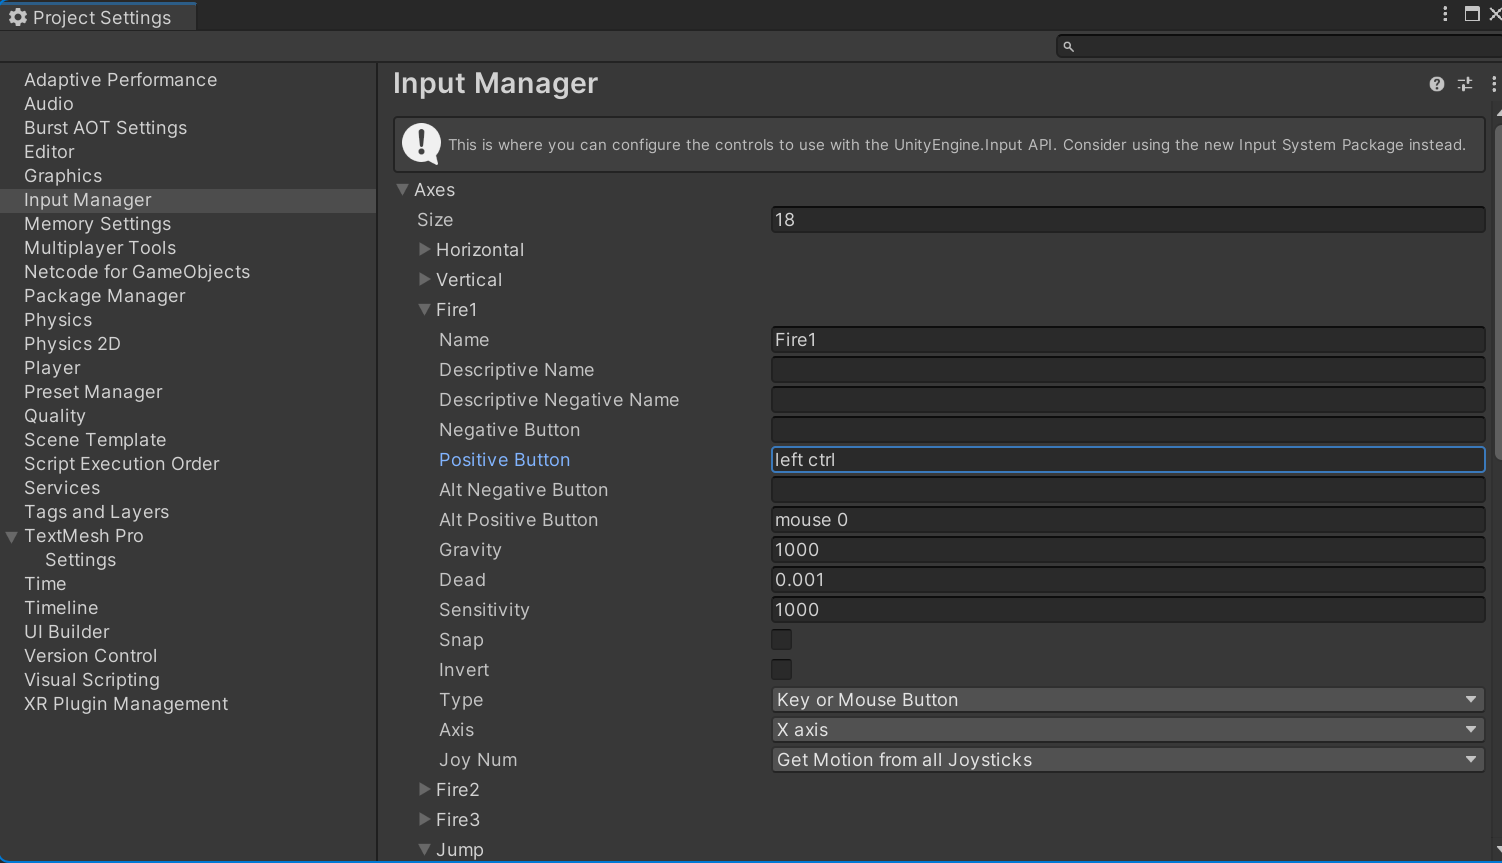 Project Settings
Adaptive Performance
Audio
Burst AOT Settings
Editor
Graphics
Input Manager
Memory Settings
Multiplayer Tools
Netcode for GameObjects
Package Manager
Physics
Physics 2D
Player
Preset Manager
Quality
Scene Template
Script Execution Order
Services
Tags and Layers
TextMesh Pro
Settings
Time
Timeline
UI Builder
Version Control
Visual Scripting
XR Plugin Management
Input Manager
This is where you can configure the controls to use with the UnityEngine.Input API. Consider using the new Input System Package instead.
Axes
Size 18
Horizontal
Vertical
Fire1
Name Fire1
Descriptive Name
Descriptive Negative Name
Negative Button
Positive Button left ctrl
Alt Negative Button
Alt Positive Button mouse 0
Gravity 1000
Dead 0.001
Sensitivity 1000
Snap
Invert
Type Key or Mouse Button
Axis X axis
Joy Num Get Motion from all Joysticks
Fire2
Fire3
Jump